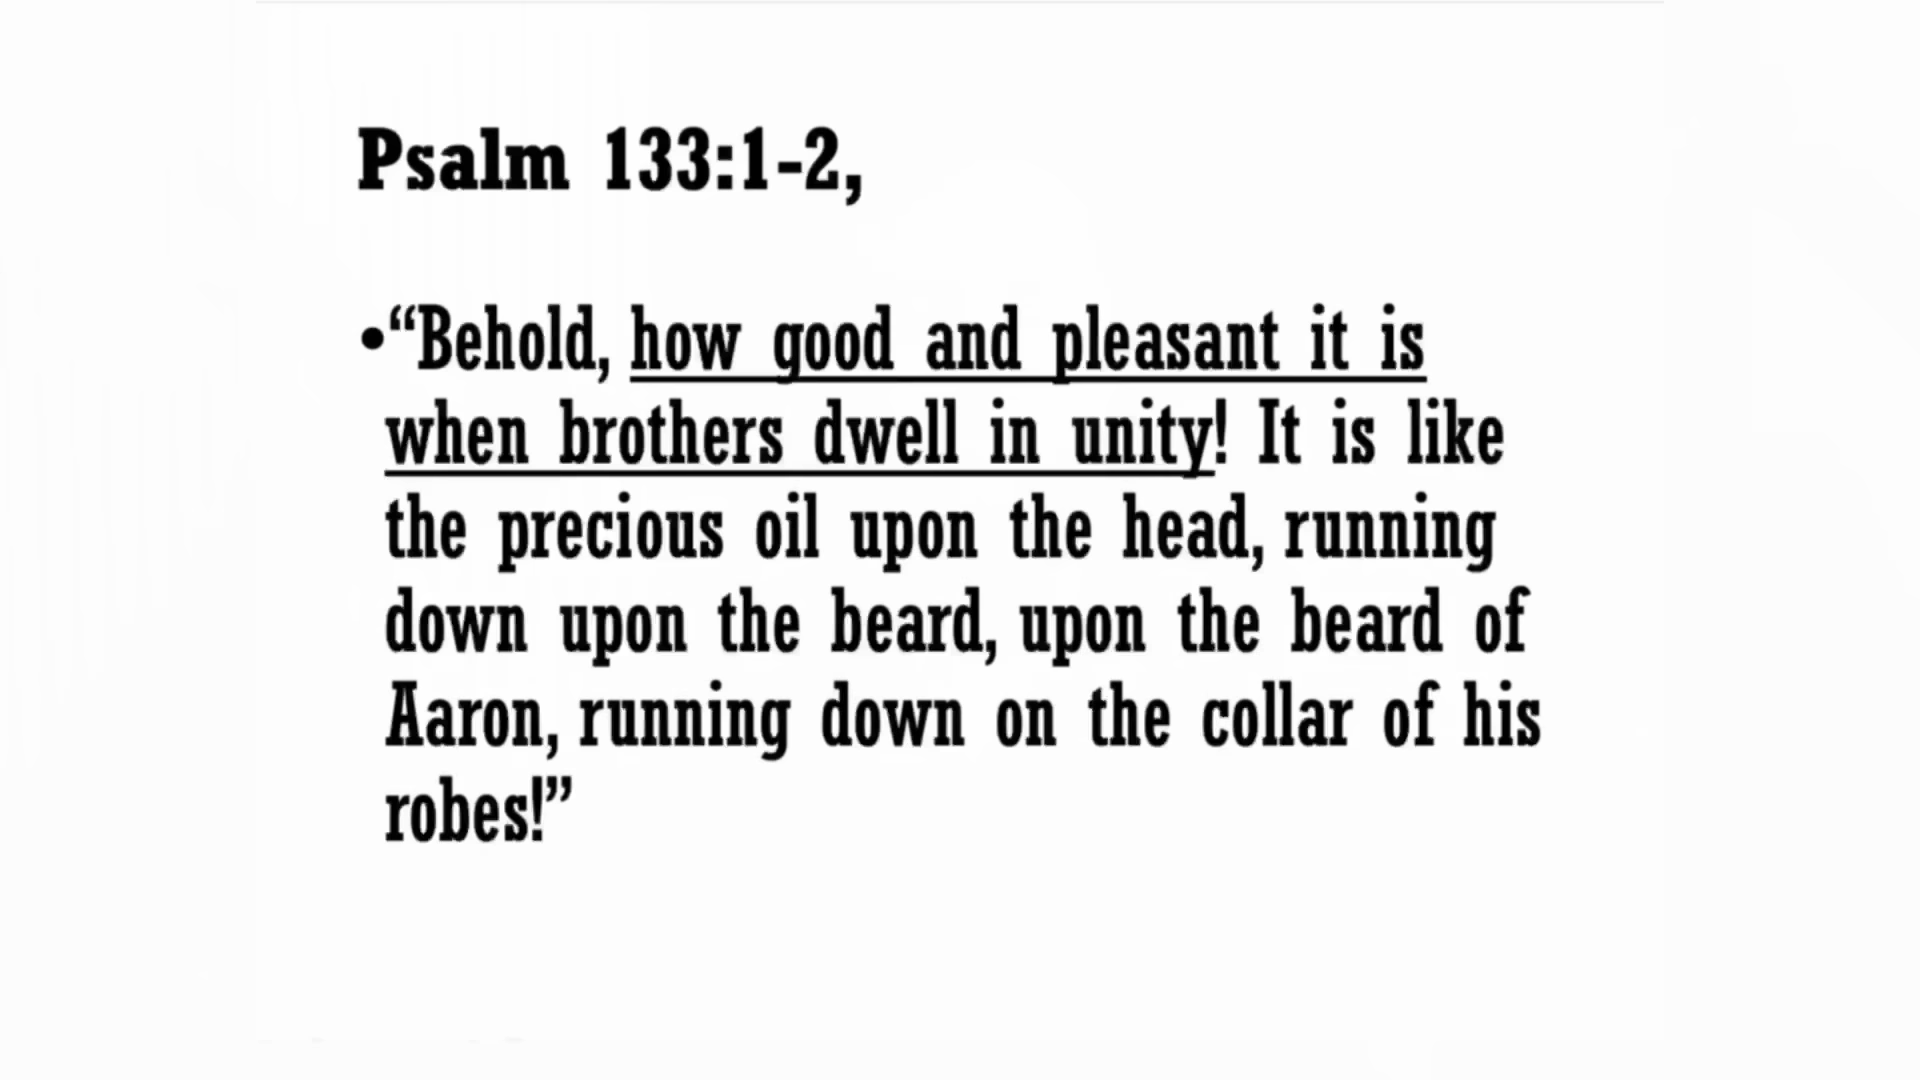 Psalm 133:1-2,
•“Behold, how good and pleasant it is
when brothers dwell in unity! It is like
the precious oil upon the head, running
down upon the beard, upon the beard of
Aaron, running down on the collar of his
robes!”